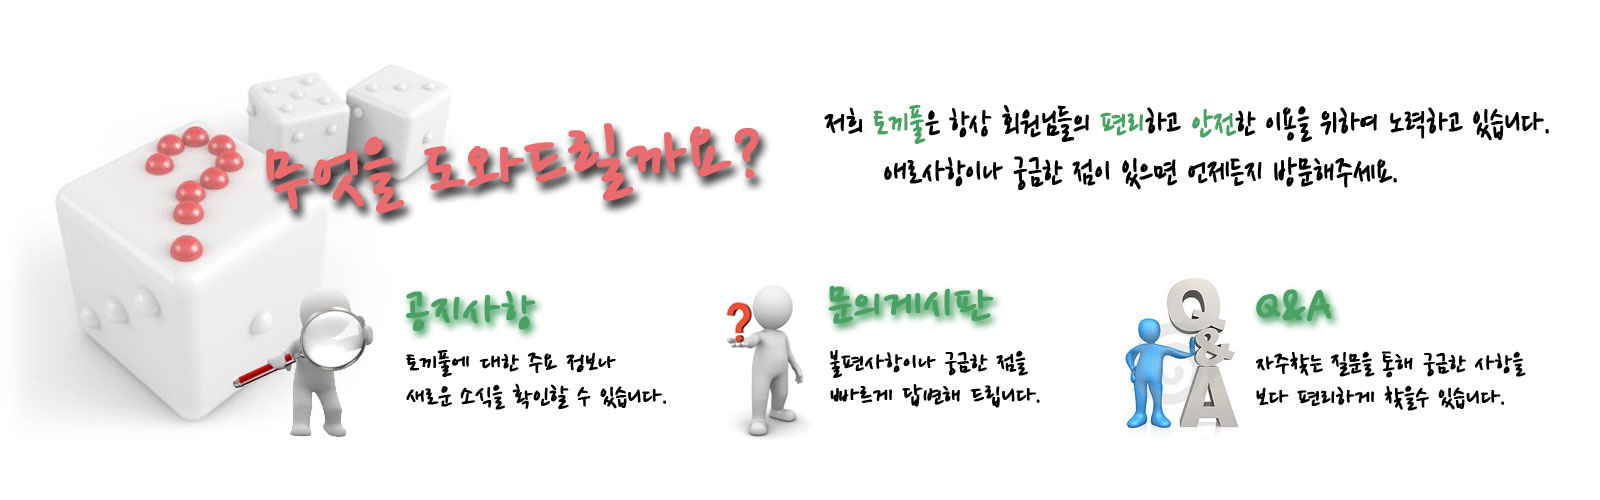 무엇을 도와드릴까요?
저희 토끼풀은 항상 회원님들의 편리하고 안전한 이용을 위하여 노력하고 있습니다.
애로사항이나 궁금한 점이 있으면 언제든지 방문해주세요.
공지사항
토끼풀에 대한 주요 정보나
새로운 소식을 확인할 수 있습니다.
?
문의게시판
불편사항이나 궁금한 점을
빠르게 답변해 드립니다.
Q&A
Q&A
자주찾는 질문을 통해 궁금한 사항을
보다 편리하게 찾을수 있습니다.